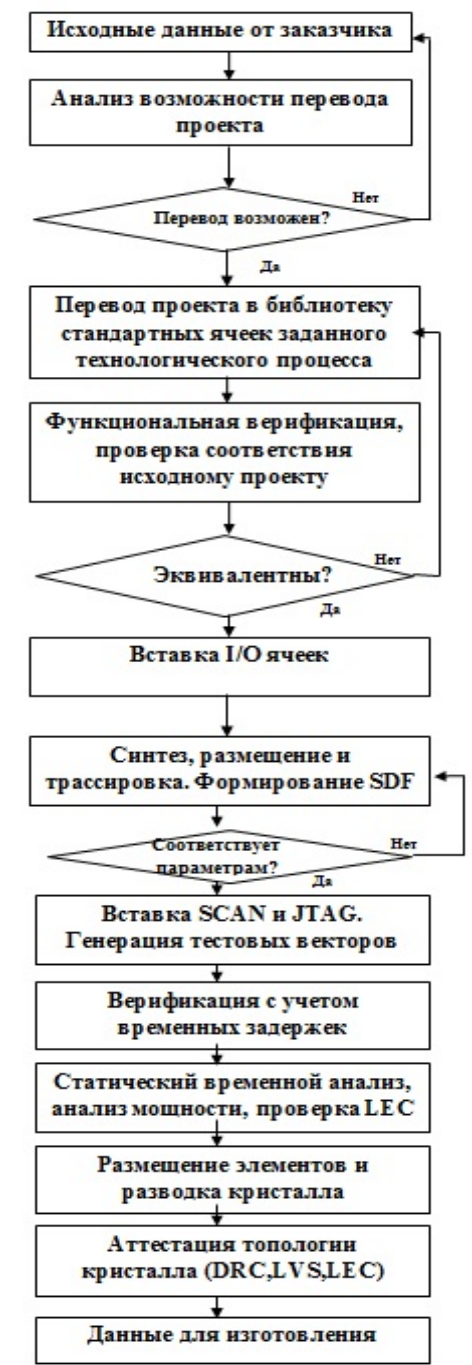 Исходные данные от заказчика
Анализ возможности перевода
проекта
Нет
Перевод возможен?
Да
Перевод проекта в библиотеку
стандартных ячеек заданного
технологического процесса
Функциональная верификация,
проверка соответствия
исходному проекту
Нет
Эквивалентны?
Да
Вставка I/O ячеек
Синтез, размещение и
трассировка. Формирование SDF
Соответствует
Нет
параметрам?
Да
Вставка SCAN и JTAG.
Генерация тестовых векторов
Верификация с учетом
временных задержек
Статический временной анализ,
анализ мощности, проверка LEC
Размещение элементов и
разводка кристалла
Аттестация топологии
кристалла (DRC,LVS,LEC)
Данные для изготовления